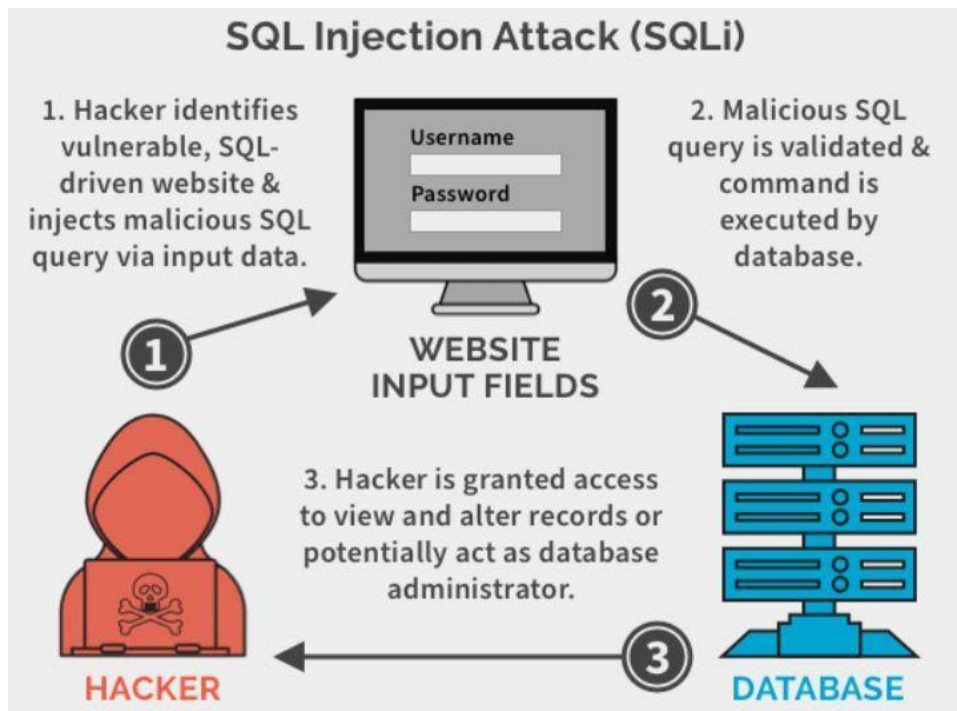 SQL Injection Attack (SQLi)
1. Hacker identifies
vulnerable, SQL-
driven website &
injects malicious SQL
query via input data.
Username
Password
2. Malicious SQL
query is validated &
command is
executed by
database.
1
2
WEBSITE
INPUT FIELDS
3. Hacker is granted access
to view and alter records or
potentially act as database
administrator.
3
HACKER
DATABASE